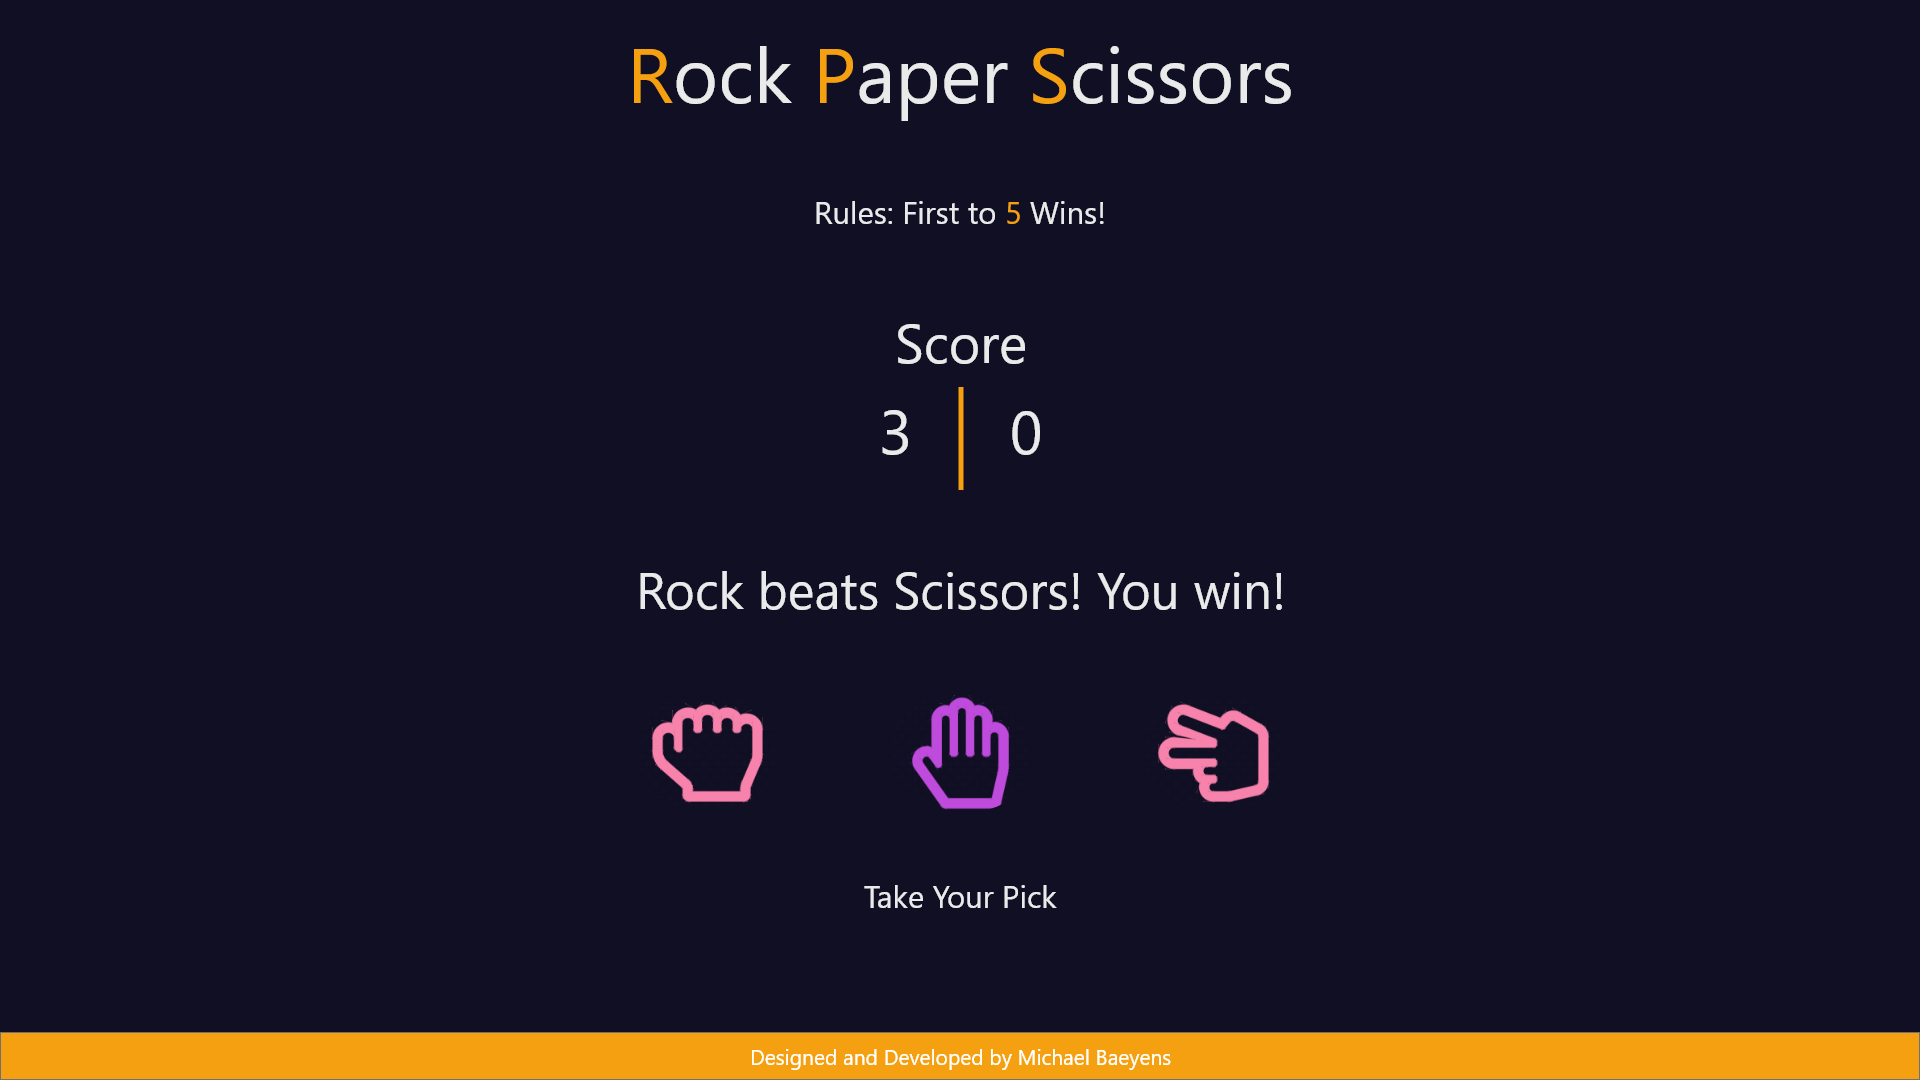 Rock Paper Scissors
Rules: First to 5 Wins!
Score
3 0
Rock beats Scissors! You win!
Take Your Pick
Designed and Developed by Michael Baeyens